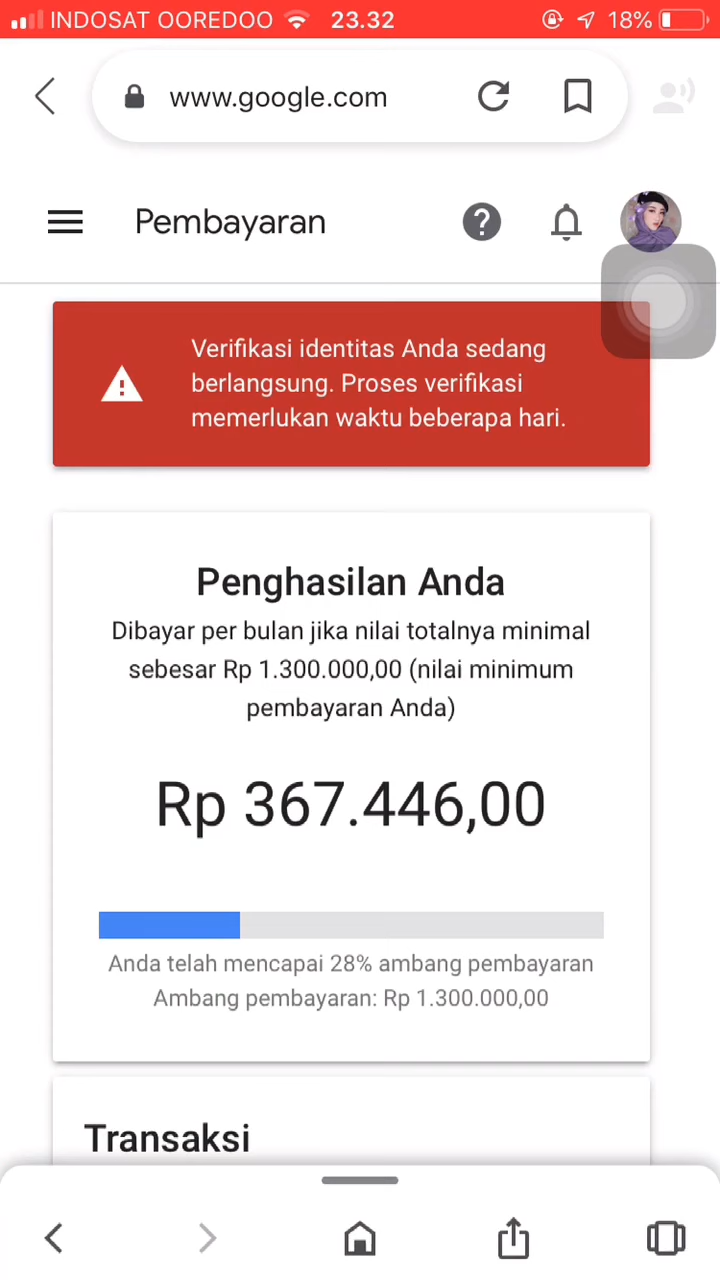 INDOSAT OOREDOO 23.32 18%
www.google.com
Pembayaran
Verifikasi identitas Anda sedang
berlangsung. Proses verifikasi
memerlukan waktu beberapa hari.
Penghasilan Anda
Dibayar per bulan jika nilai totalnya minimal
sebesar Rp 1.300.000,00 (nilai minimum
pembayaran Anda)
Rp 367.446,00
Anda telah mencapai 28% ambang pembayaran
Ambang pembayaran: Rp 1.300.000,00
Transaksi